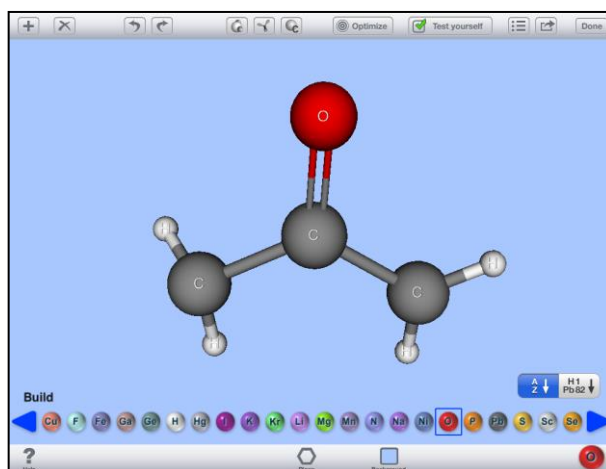 Optimize Test yourself Done
O
C
C C
H H
H H
A Z H1 Pb82
Build
Cu F Fe Ga Ge H Hg I K Kr Li Mg Mn N Na Ni O P Pb S Sc Se
? O